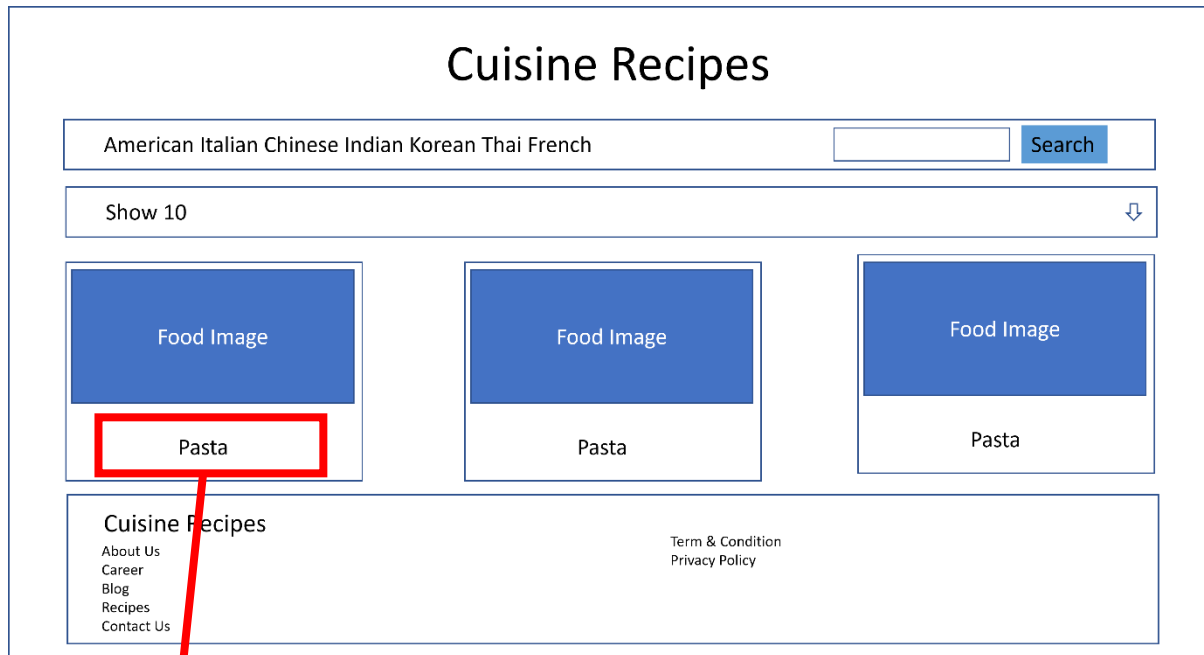 Cuisine Recipes
American Italian Chinese Indian Korean Thai French
Search
Show 10
Food Image
Pasta
Food Image
Pasta
Food Image
Pasta
Cuisine Recipes
About Us
Career
Blog
Recipes
Contact Us
Term & Condition
Privacy Policy